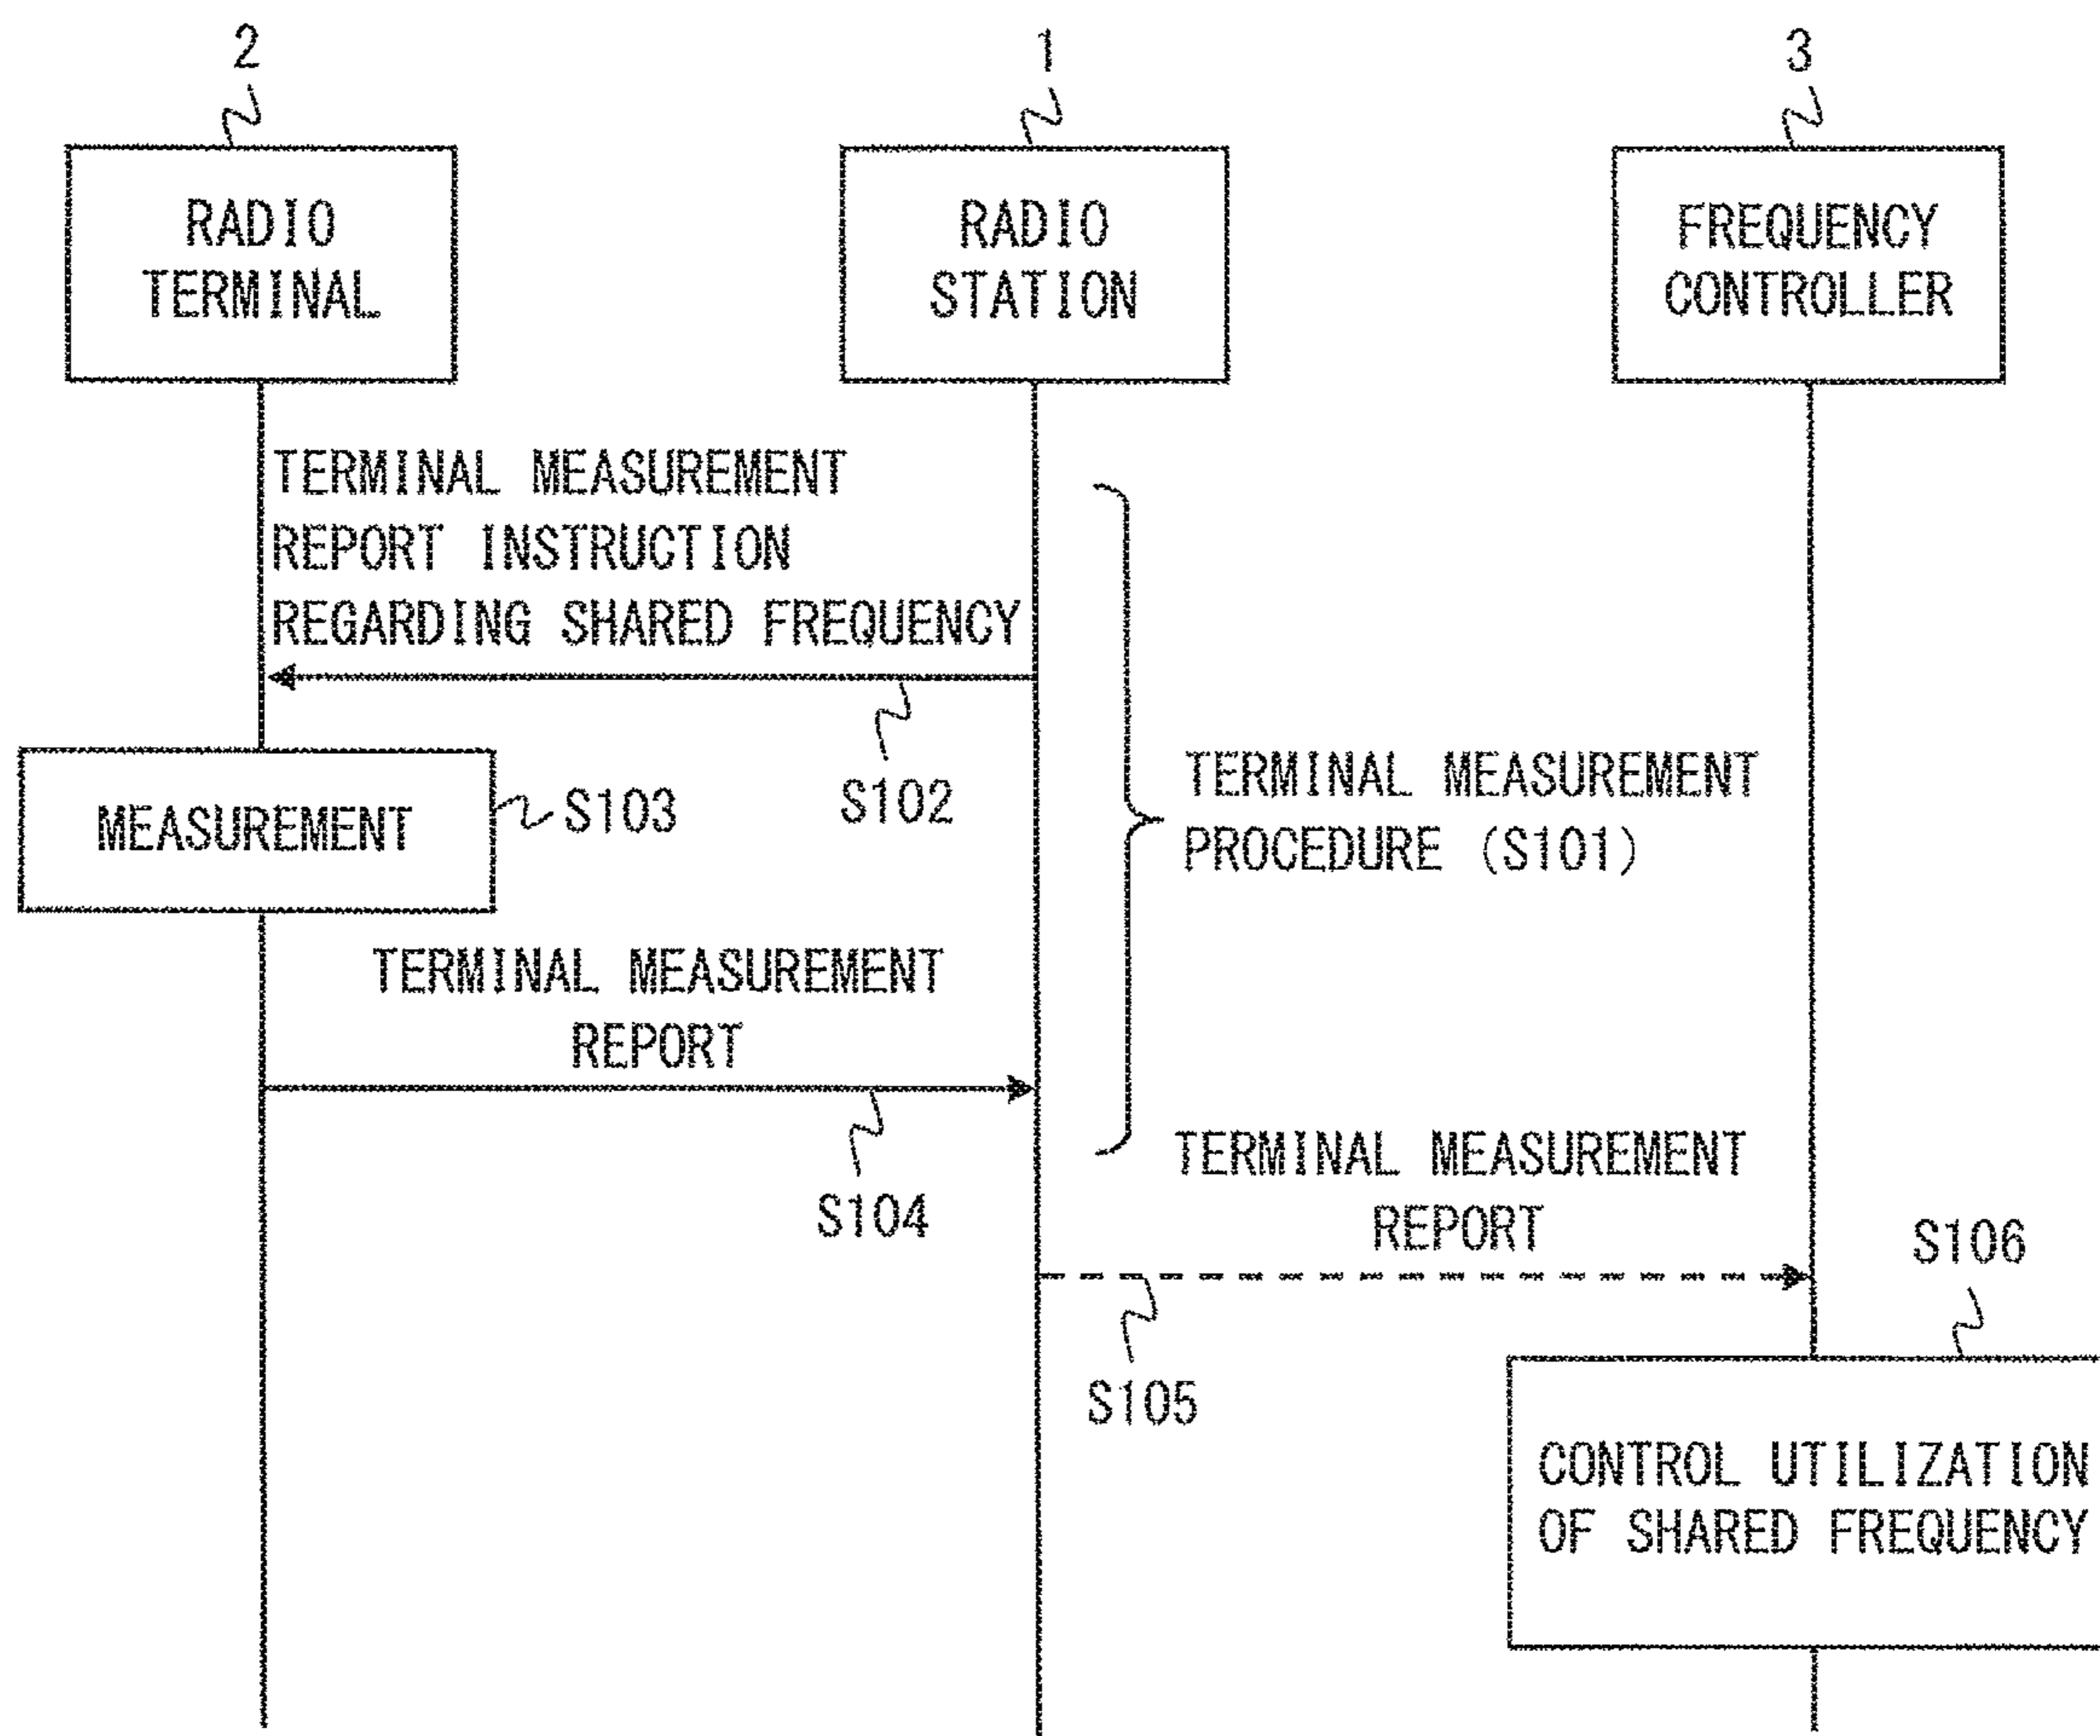 2
1
3
RADIO
TERMINAL
RADIO
STATION
FREQUENCY
CONTROLLER
TERMINAL MEASUREMENT
REPORT INSTRUCTION
REGARDING SHARED FREQUENCY
S102
MEASUREMENT
S103
TERMINAL MEASUREMENT
PROCEDURE (S101)
TERMINAL MEASUREMENT
REPORT
S104
TERMINAL MEASUREMENT
REPORT
S105
S106
CONTROL UTILIZATION
OF SHARED FREQUENCY